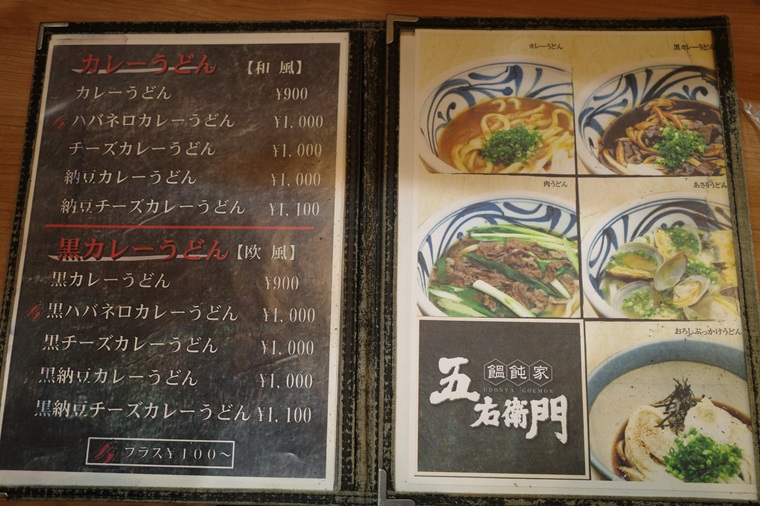 カレーうどん 【和 風】
カレーうどん ¥900
ハバネロカレーうどん ¥1,000
チーズカレーうどん ¥1,000
納豆カレーうどん ¥1,000
納豆チーズカレーうどん ¥1,100
黒カレーうどん 【欧 風】
黒カレーうどん ¥900
黒ハバネロカレーうどん ¥1,000
黒チーズカレーうどん ¥1,000
黒納豆カレーうどん ¥1,000
黒納豆チーズカレーうどん ¥1,100
プラス¥100~
カレーうどん
黒カレーうどん
肉うどん
あさりうどん
饂飩家
UDONYA GOEMON
五右衛門
おろしぶっかけうどん